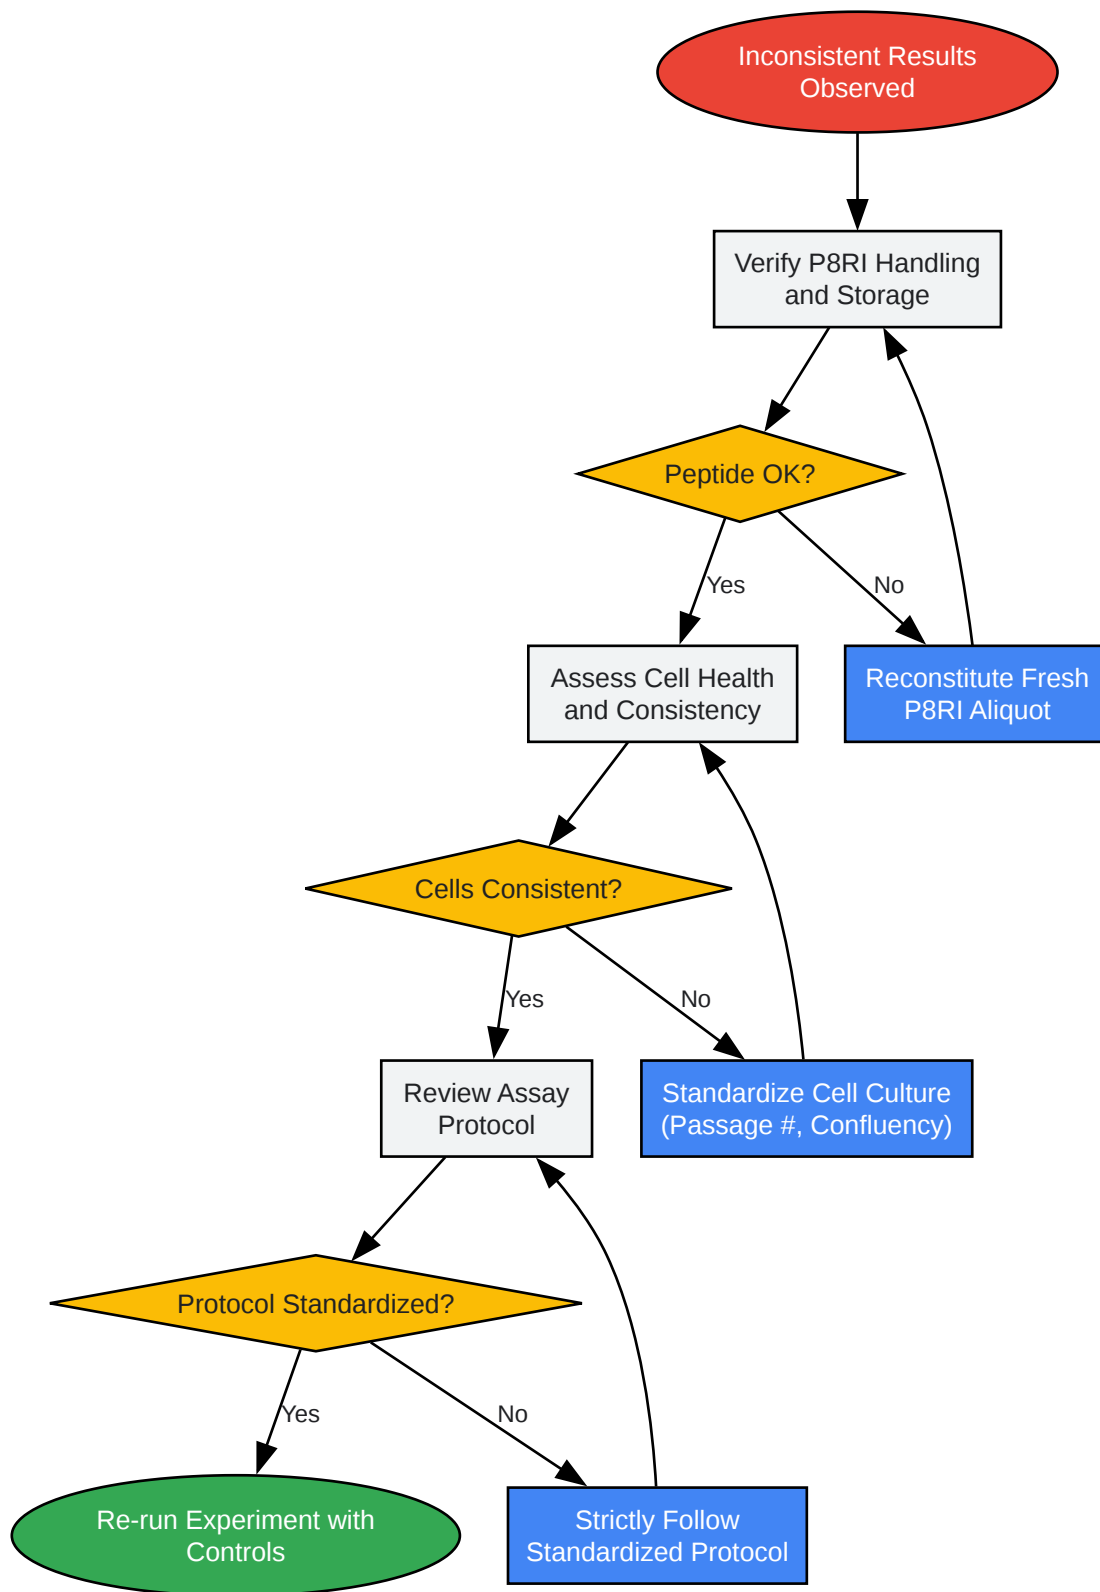 Inconsistent Results
Observed
Verify P8RI Handling
and Storage
Peptide OK?
Yes
No
Assess Cell Health
and Consistency
Reconstitute Fresh
P8RI Aliquot
Cells Consistent?
Yes
No
Review Assay
Protocol
Standardize Cell Culture
(Passage #, Confluency)
Protocol Standardized?
Yes
No
Re-run Experiment with
Controls
Strictly Follow
Standardized Protocol